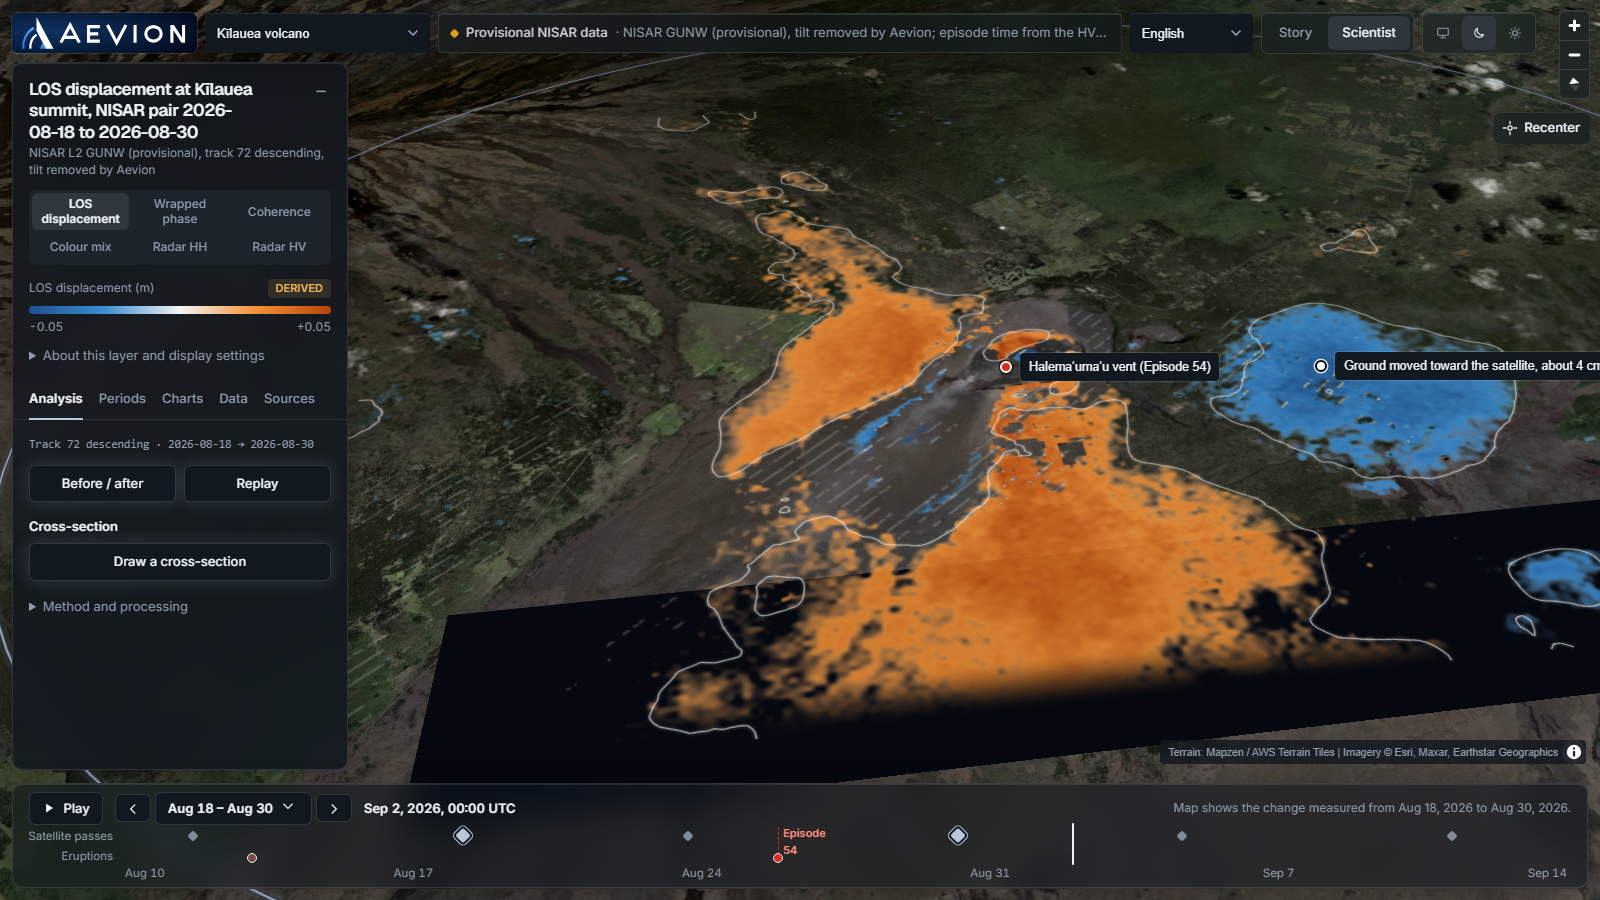 AEVION
Kīlauea volcano
Provisional NISAR data · NISAR GUNW (provisional), tilt removed by Aevion; episode time from the HV...
English
Story
Scientist
Recenter
LOS displacement at Kīlauea
summit, NISAR pair 2026-
08-18 to 2026-08-30
NISAR L2 GUNW (provisional), track 72 descending,
tilt removed by Aevion
LOS
displacement
Wrapped
phase
Coherence
Colour mix
Radar HH
Radar HV
LOS displacement (m)
DERIVED
-0.05
+0.05
About this layer and display settings
Analysis
Periods
Charts
Data
Sources
Track 72 descending · 2026-08-18 → 2026-08-30
Before / after
Replay
Cross-section
Draw a cross-section
Method and processing
Halemaʻumaʻu vent (Episode 54)
Ground moved toward the satellite, about 4 cm
Terrain: Mapzen / AWS Terrain Tiles | Imagery © Esri, Maxar, Earthstar Geographics
Play
Aug 18 – Aug 30
Sep 2, 2026, 00:00 UTC
Map shows the change measured from Aug 18, 2026 to Aug 30, 2026.
Satellite passes
Eruptions
Episode
54
Aug 10
Aug 17
Aug 24
Aug 31
Sep 7
Sep 14